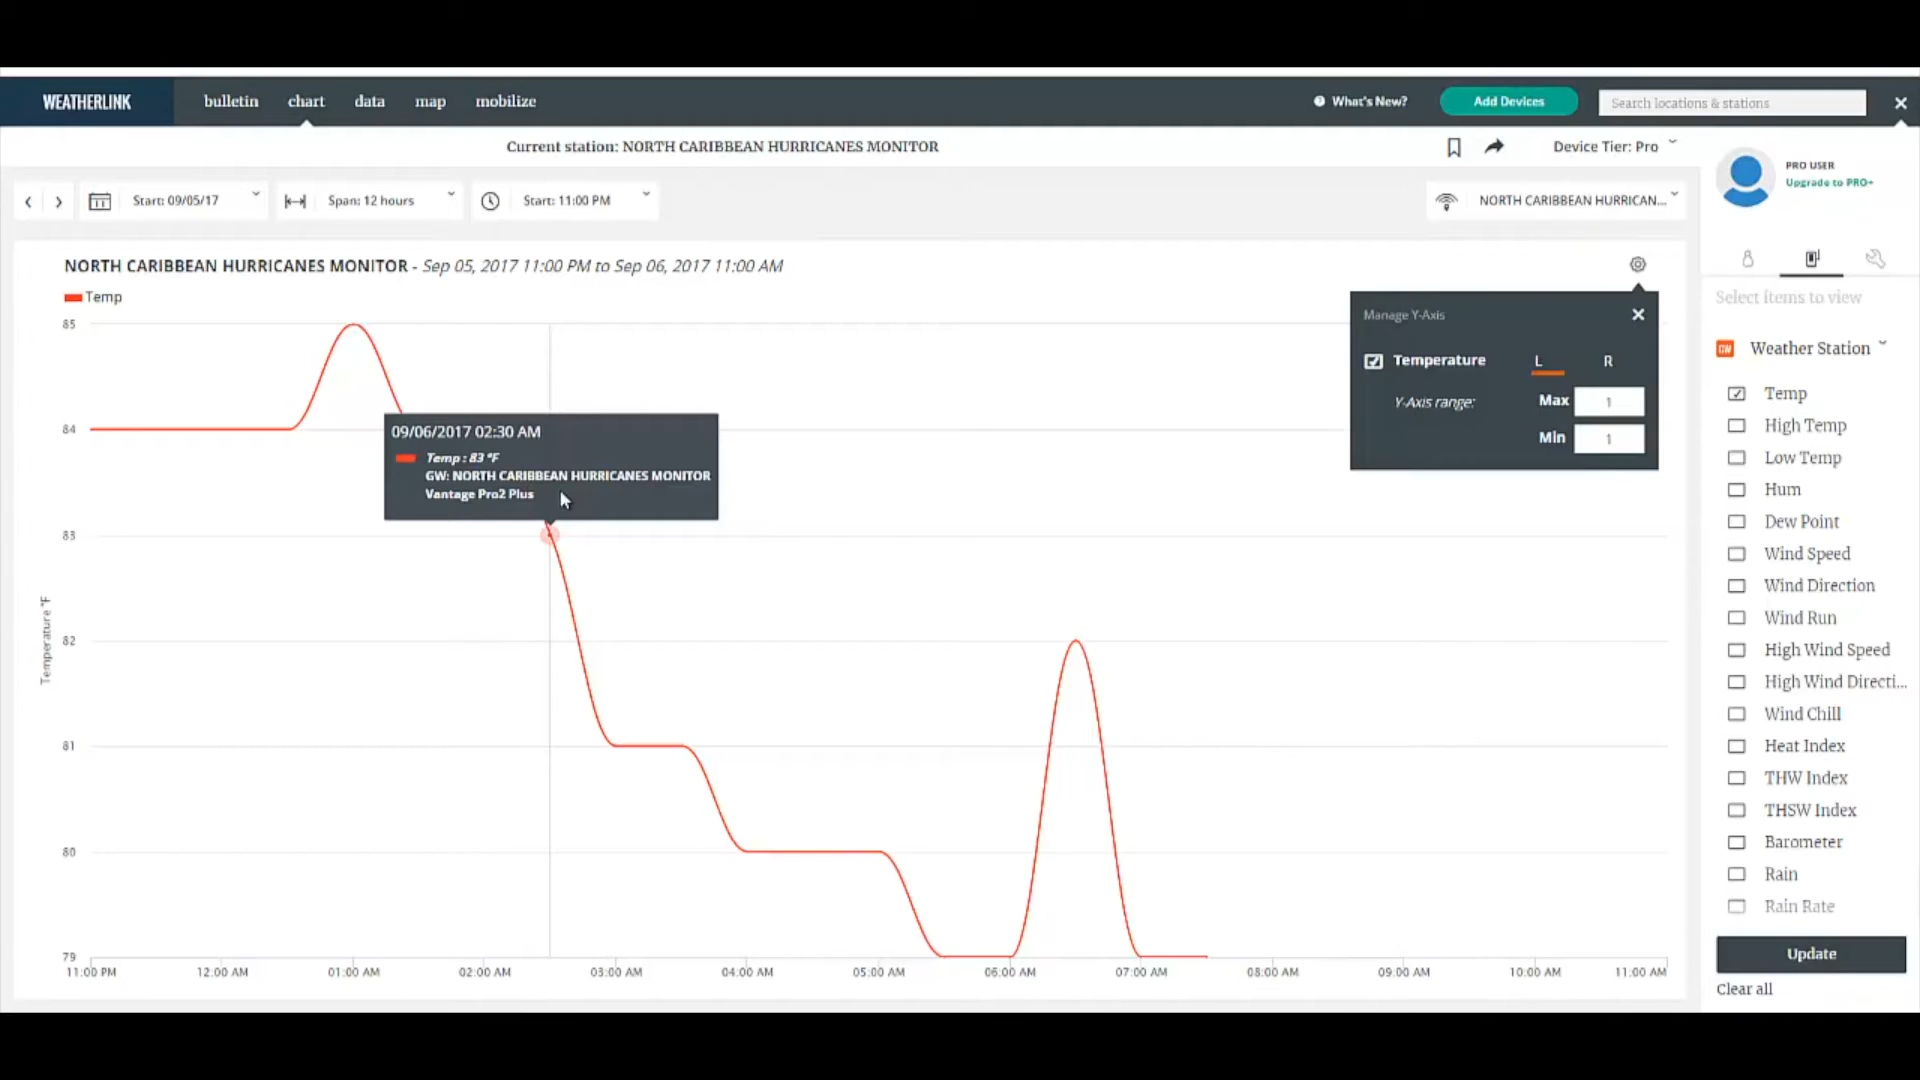 WEATHERLINK bulletin chart data map mobilize What's New? Add Devices Search locations & stations
Current station: NORTH CARIBBEAN HURRICANES MONITOR Device Tier: Pro
PRO USER
Upgrade to PRO+
Start: 09/05/17 Span: 12 hours Start: 11:00 PM NORTH CARIBBEAN HURRICAN...
NORTH CARIBBEAN HURRICANES MONITOR - Sep 05, 2017 11:00 PM to Sep 06, 2017 11:00 AM
Temp
85
84
83
82
81
80
79
Temperature °F
09/06/2017 02:30 AM
Temp : 83 °F
GW: NORTH CARIBBEAN HURRICANES MONITOR
Vantage Pro2 Plus
11:00 PM 12:00 AM 01:00 AM 02:00 AM 03:00 AM 04:00 AM 05:00 AM 06:00 AM 07:00 AM 08:00 AM 09:00 AM 10:00 AM 11:00 AM
Manage Y-Axis
Temperature L R
Y-Axis range: Max 1
Min 1
Select items to view
GW Weather Station
Temp
High Temp
Low Temp
Hum
Dew Point
Wind Speed
Wind Direction
Wind Run
High Wind Speed
High Wind Directi...
Wind Chill
Heat Index
THW Index
THSW Index
Barometer
Rain
Rain Rate
Update
Clear all